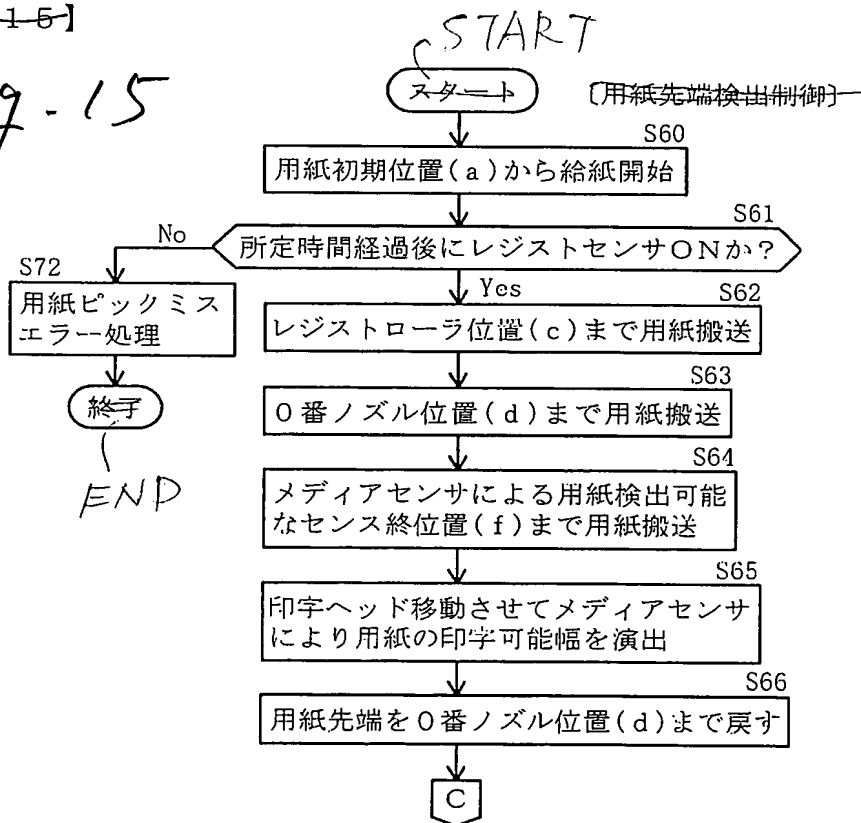 15】
Fig. 15
START
スタート
〔用紙先端検出制御〕
S60
用紙初期位置(a)から給紙開始
S61
所定時間経過後にレジストセンサONか？
No
Yes
S72
用紙ピックミス
エラー処理
終了
END
S62
レジストローラ位置(c)まで用紙搬送
S63
0番ノズル位置(d)まで用紙搬送
S64
メディアセンサによる用紙検出可能
なセンス終位置(f)まで用紙搬送
S65
印字ヘッド移動させてメディアセンサ
により用紙の印字可能幅を演出
S66
用紙先端を0番ノズル位置(d)まで戻す
C